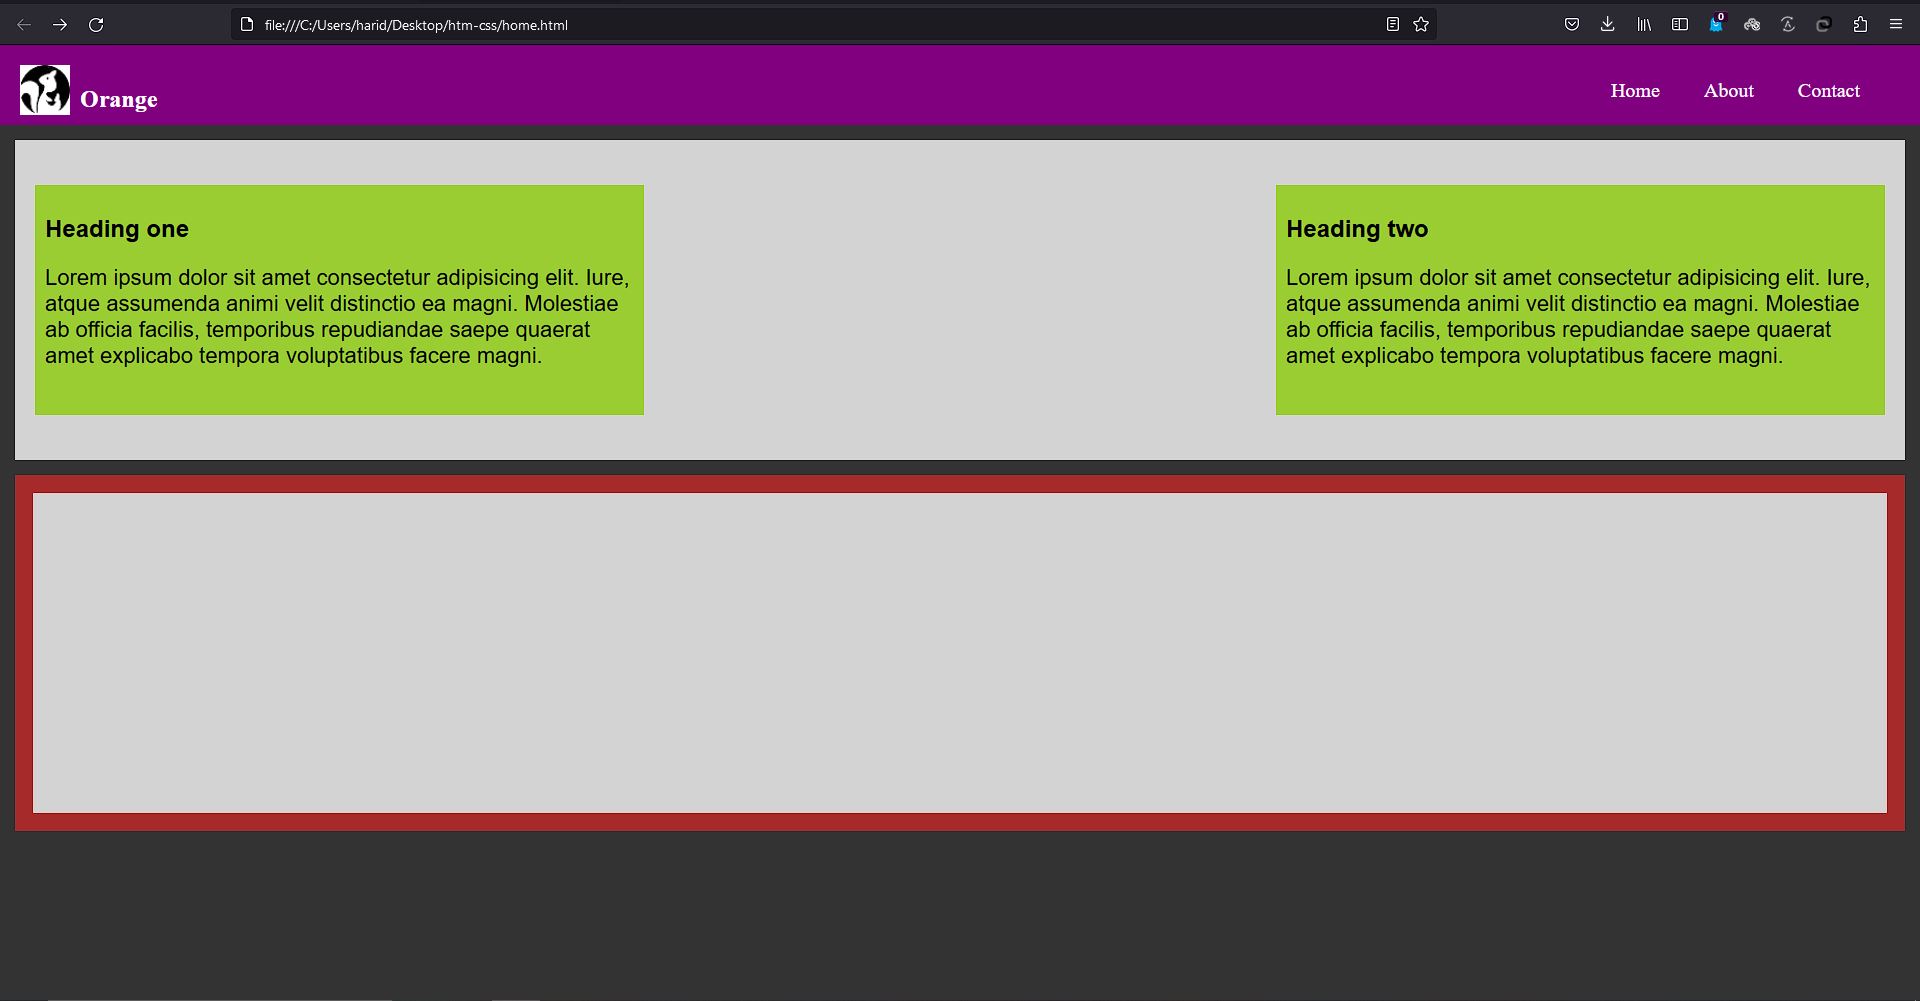 file:///C:/Users/harid/Desktop/htm-css/home.html
0
Orange
Home About Contact
Heading one
Lorem ipsum dolor sit amet consectetur adipisicing elit. Iure,
atque assumenda animi velit distinctio ea magni. Molestiae
ab officia facilis, temporibus repudiandae saepe quaerat
amet explicabo tempora voluptatibus facere magni.
Heading two
Lorem ipsum dolor sit amet consectetur adipisicing elit. Iure,
atque assumenda animi velit distinctio ea magni. Molestiae
ab officia facilis, temporibus repudiandae saepe quaerat
amet explicabo tempora voluptatibus facere magni.